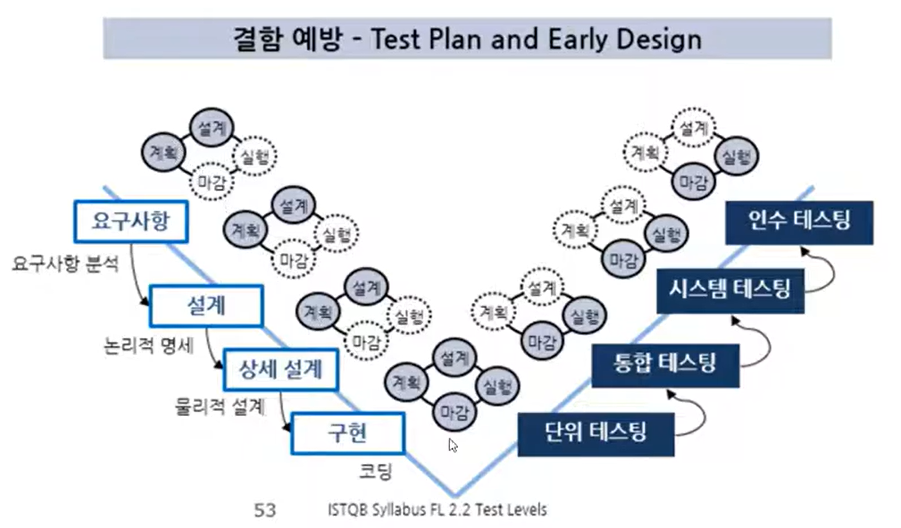 결함 예방 - Test Plan and Early Design
설계
계획
실행
마감
설계
계획
실행
마감
요구사항
인수 테스팅
설계
계획
실행
마감
설계
계획
실행
마감
요구사항 분석
설계
시스템 테스팅
설계
계획
실행
마감
설계
계획
실행
마감
논리적 명세
상세 설계
통합 테스팅
설계
계획
실행
마감
물리적 설계
구현
단위 테스팅
코딩
53
ISTQB Syllabus FL 2.2 Test Levels